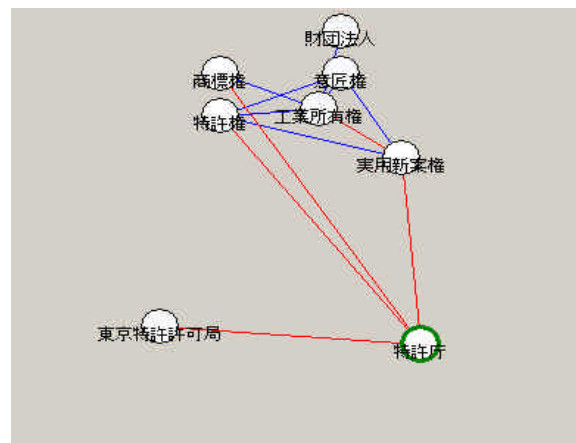 財団法人
商標権
意匠権
特許権
工業所有権
実用新案権
東京特許許可局
特許庁